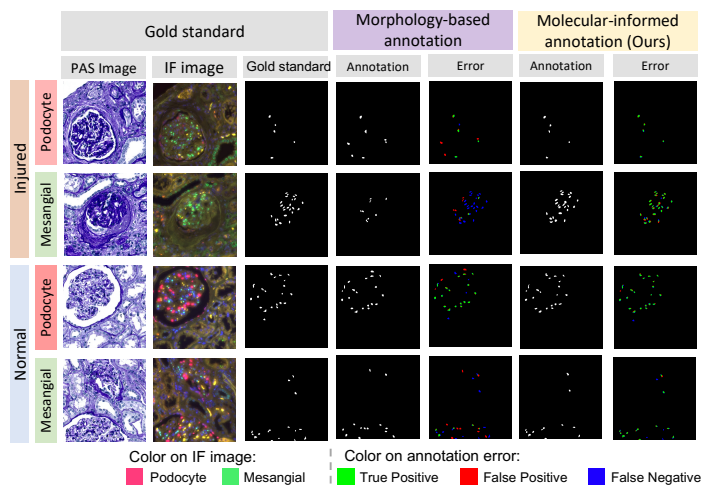 Gold standard
Morphology-based
annotation
Molecular-informed
annotation (Ours)
PAS Image
IF image
Gold standard
Annotation
Error
Annotation
Error
Injured
Podocyte
Mesangial
Normal
Podocyte
Mesangial
Color on IF image:
Podocyte
Mesangial
Color on annotation error:
True Positive
False Positive
False Negative